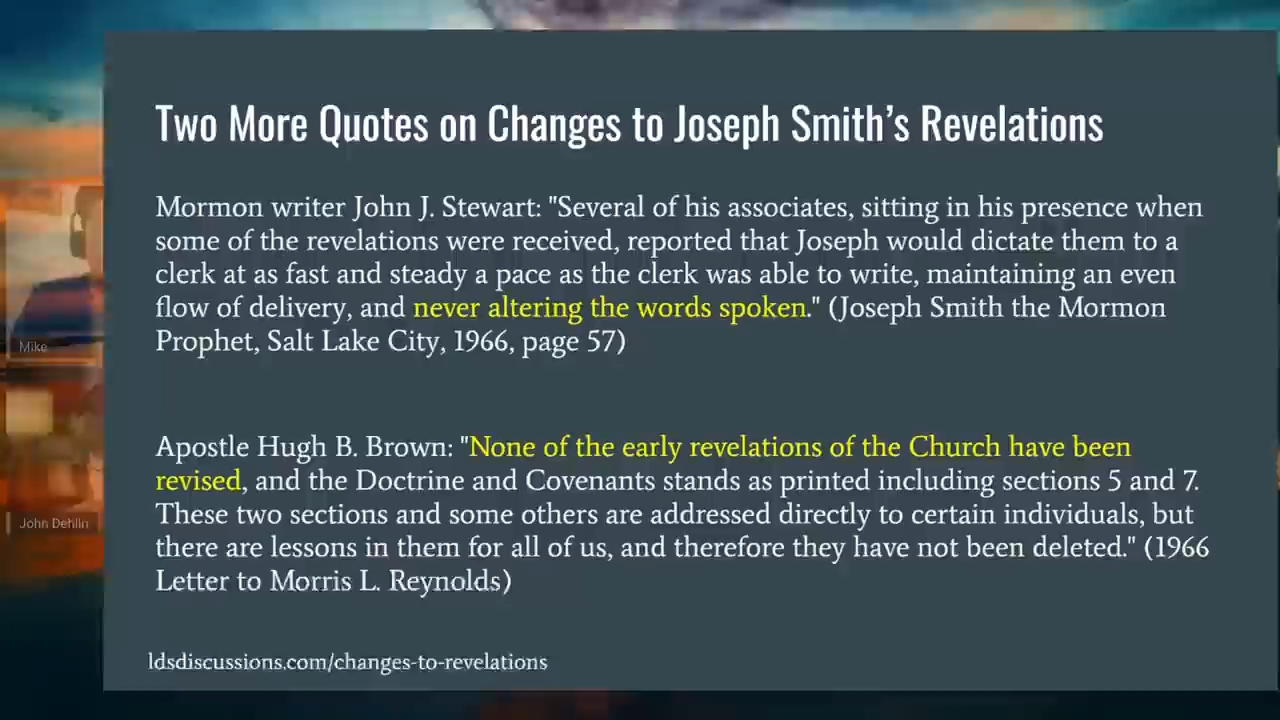 Two More Quotes on Changes to Joseph Smith's Revelations
Mormon writer John J. Stewart: "Several of his associates, sitting in his presence when
some of the revelations were received, reported that Joseph would dictate them to a
clerk at as fast and steady a pace as the clerk was able to write, maintaining an even
flow of delivery, and never altering the words spoken." (Joseph Smith the Mormon
Prophet, Salt Lake City, 1966, page 57)
Mike
Apostle Hugh B. Brown: "None of the early revelations of the Church have been
revised, and the Doctrine and Covenants stands as printed including sections 5 and 7.
These two sections and some others are addressed directly to certain individuals, but
there are lessons in them for all of us, and therefore they have not been deleted." (1966
Letter to Morris L. Reynolds)
John Dehlin
ldsdiscussions.com/changes-to-revelations